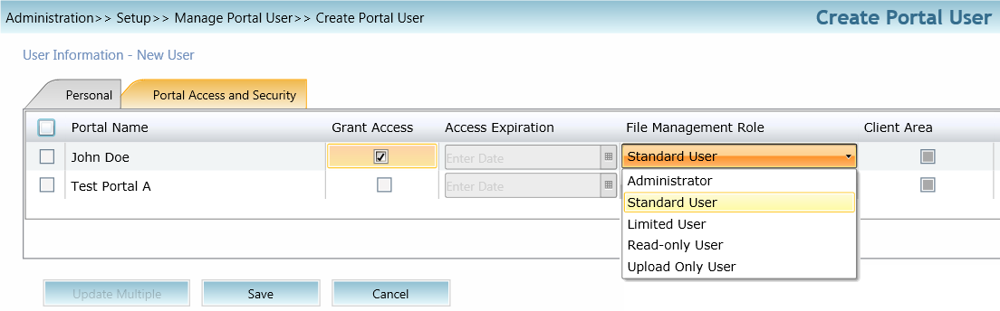 Administration>> Setup>> Manage Portal User>> Create Portal User
Create Portal User
User Information - New User
Personal
Portal Access and Security
Portal Name Grant Access Access Expiration File Management Role Client Area
John Doe Enter Date Standard User
Test Portal A Enter Date
Administrator
Standard User
Limited User
Read-only User
Upload Only User
Update Multiple Save Cancel